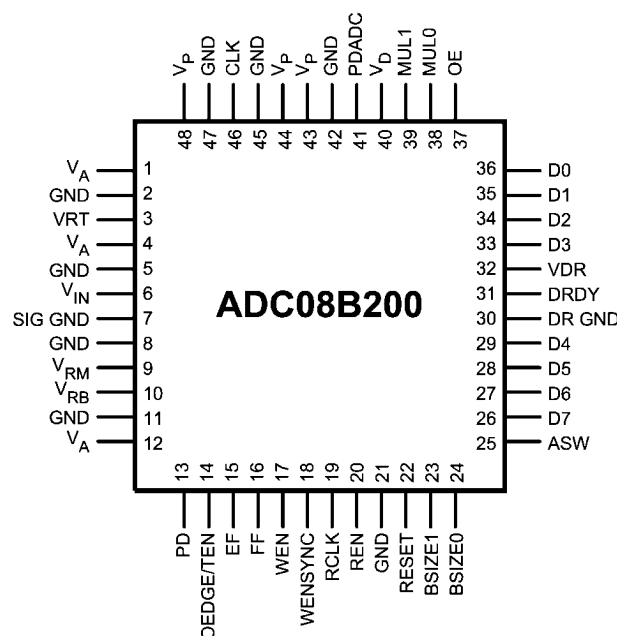 VP
GND
CLK
GND
VP
VP
GND
PDADC
VD
MUL1
MUL0
OE
48
47
46
45
44
43
42
41
40
39
38
37
VA 1
GND 2
VRT 3
VA 4
GND 5
VIN 6
SIG GND 7
GND 8
VRM 9
VRB 10
GND 11
VA 12
ADC08B200
36 D0
35 D1
34 D2
33 D3
32 VDR
31 DRDY
30 DR GND
29 D4
28 D5
27 D6
26 D7
25 ASW
13
14
15
16
17
18
19
20
21
22
23
24
PD
OEDGE/TEN
EF
FF
WEN
WENSYNC
RCLK
REN
GND
RESET
BSIZE1
BSIZE0